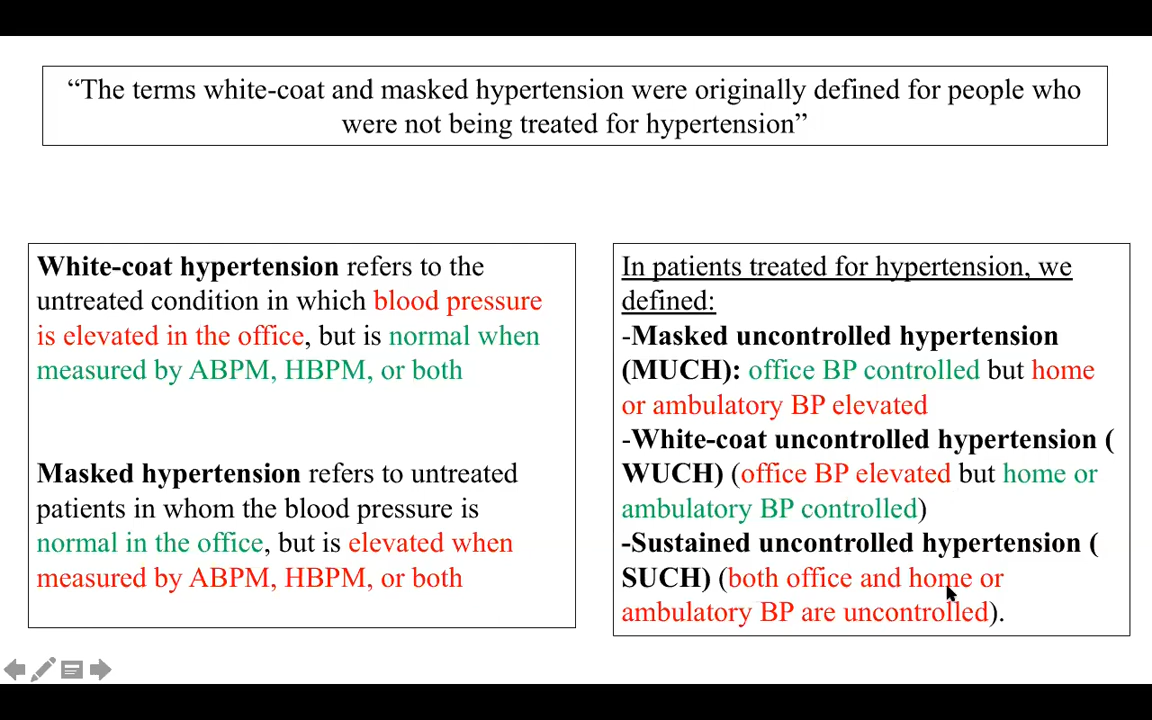 “The terms white-coat and masked hypertension were originally defined for people who
were not being treated for hypertension”
White-coat hypertension refers to the
untreated condition in which blood pressure
is elevated in the office, but is normal when
measured by ABPM, HBPM, or both
Masked hypertension refers to untreated
patients in whom the blood pressure is
normal in the office, but is elevated when
measured by ABPM, HBPM, or both
In patients treated for hypertension, we
defined:
-Masked uncontrolled hypertension
(MUCH): office BP controlled but home
or ambulatory BP elevated
-White-coat uncontrolled hypertension (
WUCH) (office BP elevated but home or
ambulatory BP controlled)
-Sustained uncontrolled hypertension (
SUCH) (both office and home or
ambulatory BP are uncontrolled).